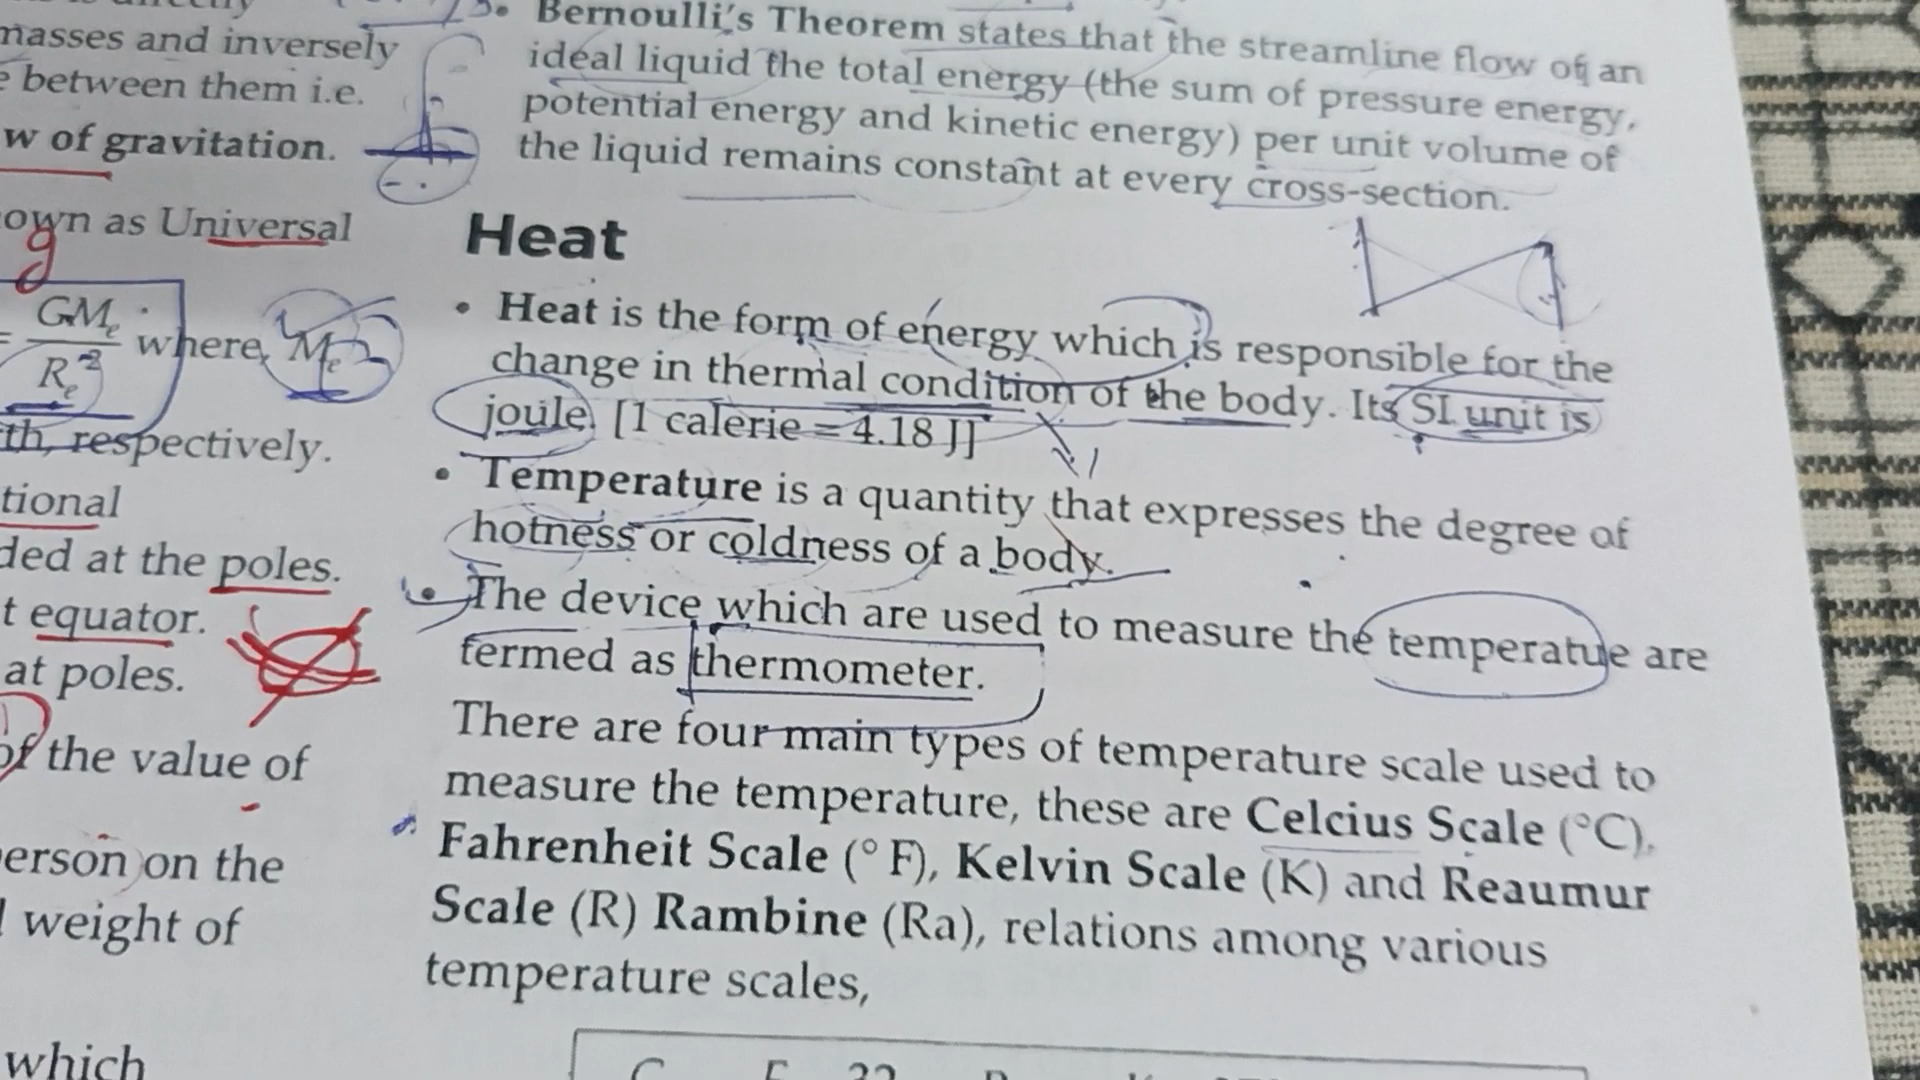 masses and inversely
between them i.e.
w of gravitation.
own as Universal
g
GMe
Re2
where, Me
th, respectively.
tional
ded at the poles.
t equator.
at poles.
of the value of
erson on the
weight of
which
Bernoulli's Theorem states that the streamline flow of an
ideal liquid the total energy (the sum of pressure energy,
potential energy and kinetic energy) per unit volume of
the liquid remains constant at every cross-section.
Heat
• Heat is the form of energy which is responsible for the
change in thermal condition of the body. Its SI unit is
joule. [1 calerie = 4.18 J]
• Temperature is a quantity that expresses the degree of
hotness or coldness of a body.
• The device which are used to measure the temperatue are
termed as thermometer.
There are four main types of temperature scale used to
measure the temperature, these are Celcius Scale (°C),
Fahrenheit Scale (° F), Kelvin Scale (K) and Reaumur
Scale (R) Rambine (Ra), relations among various
temperature scales,